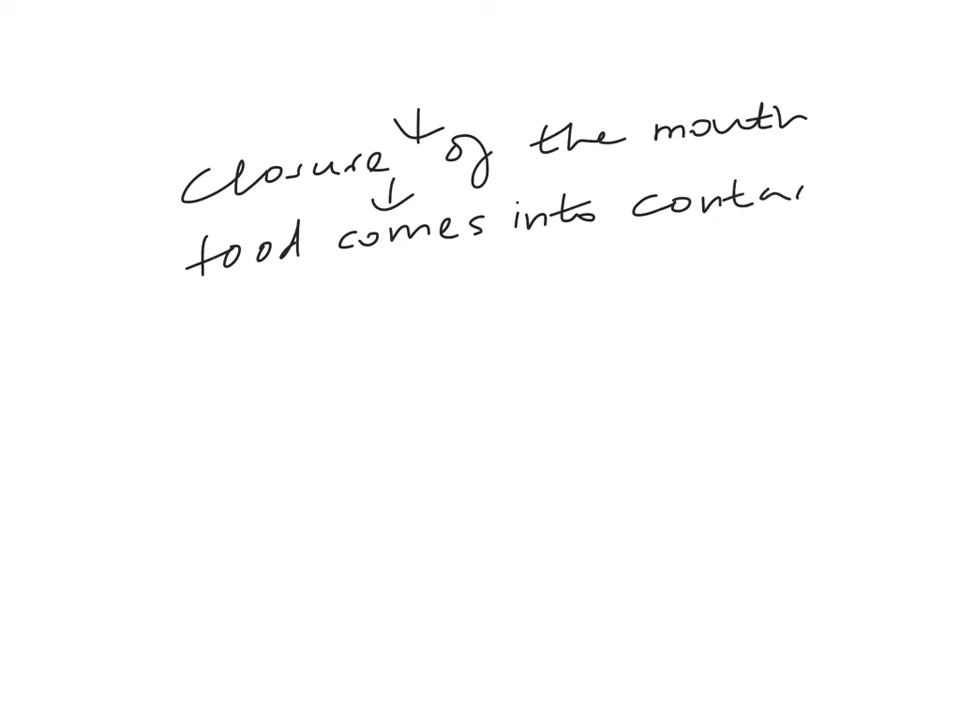 ↓
closure of the mouth
↓
food comes into conta